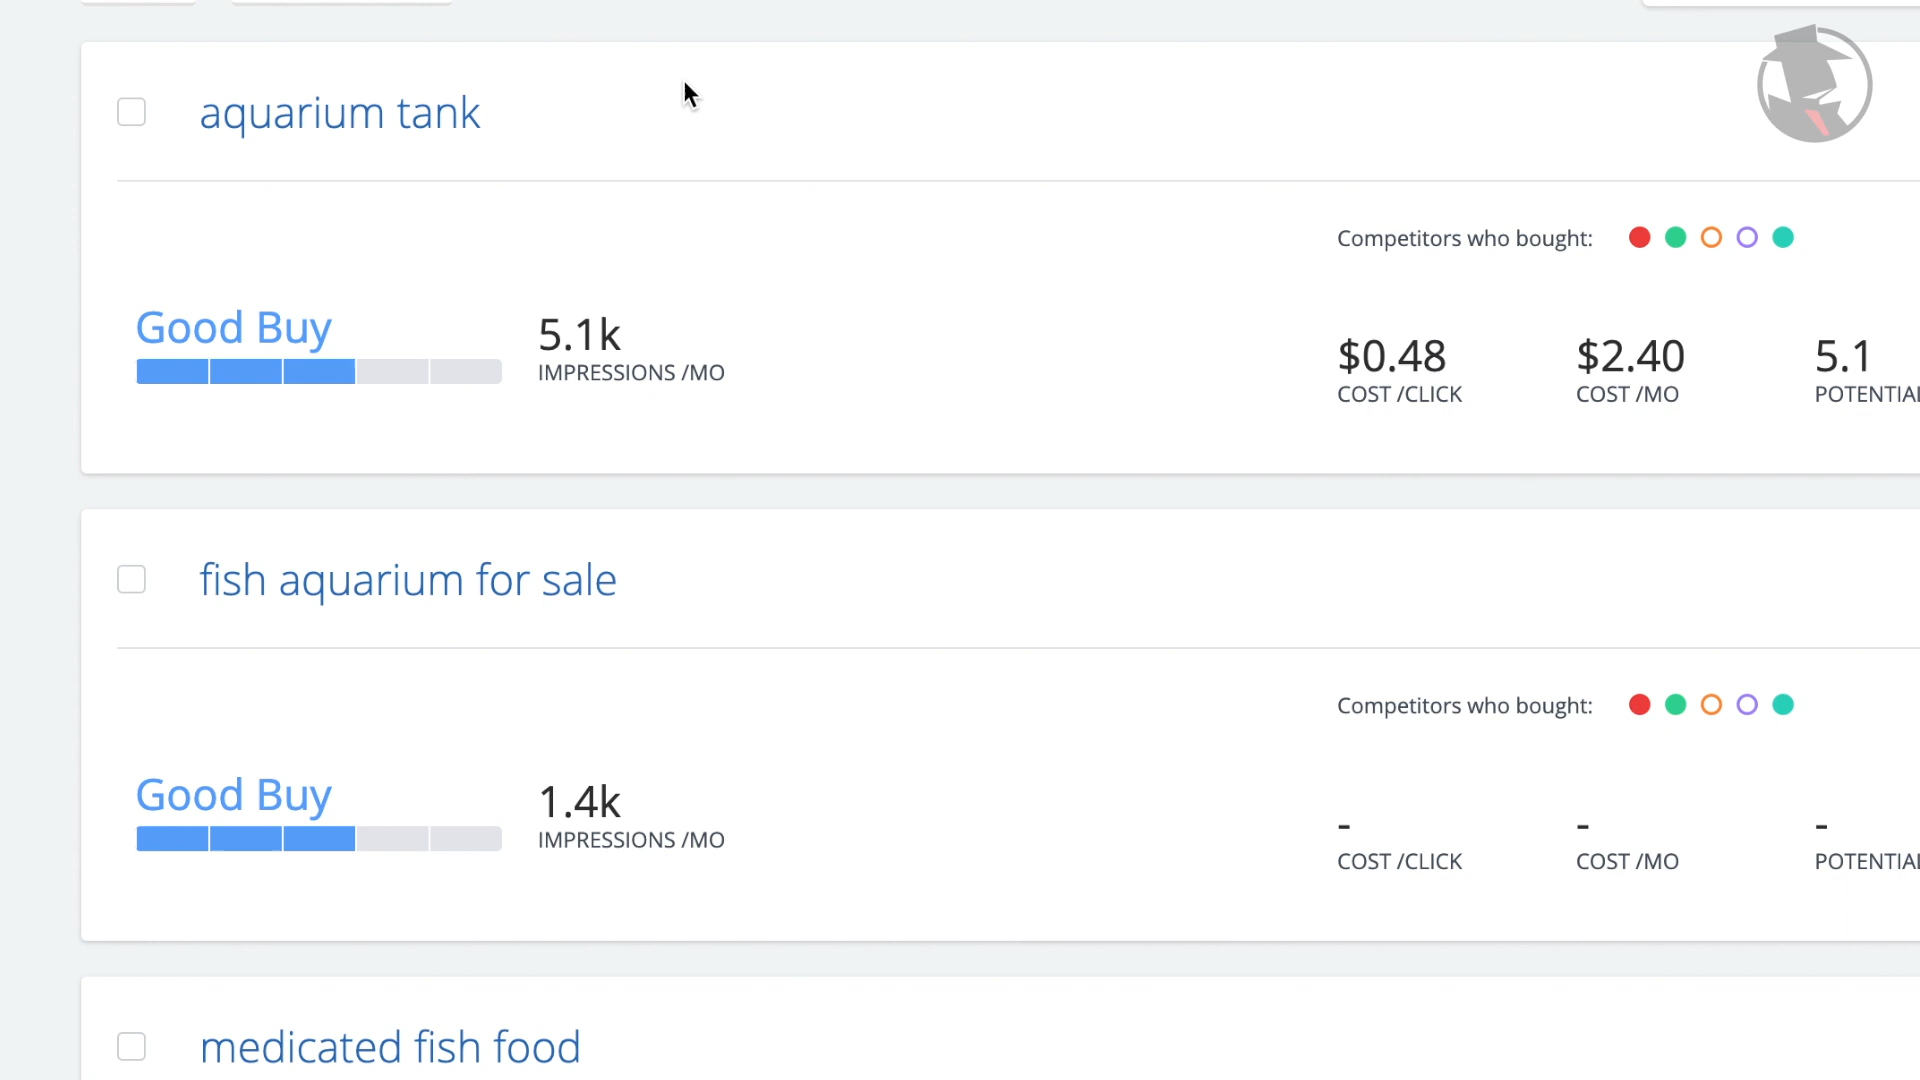 aquarium tank
Competitors who bought:
Good Buy
5.1k
IMPRESSIONS /MO
$0.48
COST /CLICK
$2.40
COST /MO
5.1
POTENTIAL
fish aquarium for sale
Competitors who bought:
Good Buy
1.4k
IMPRESSIONS /MO
-
COST /CLICK
-
COST /MO
-
POTENTIAL
medicated fish food